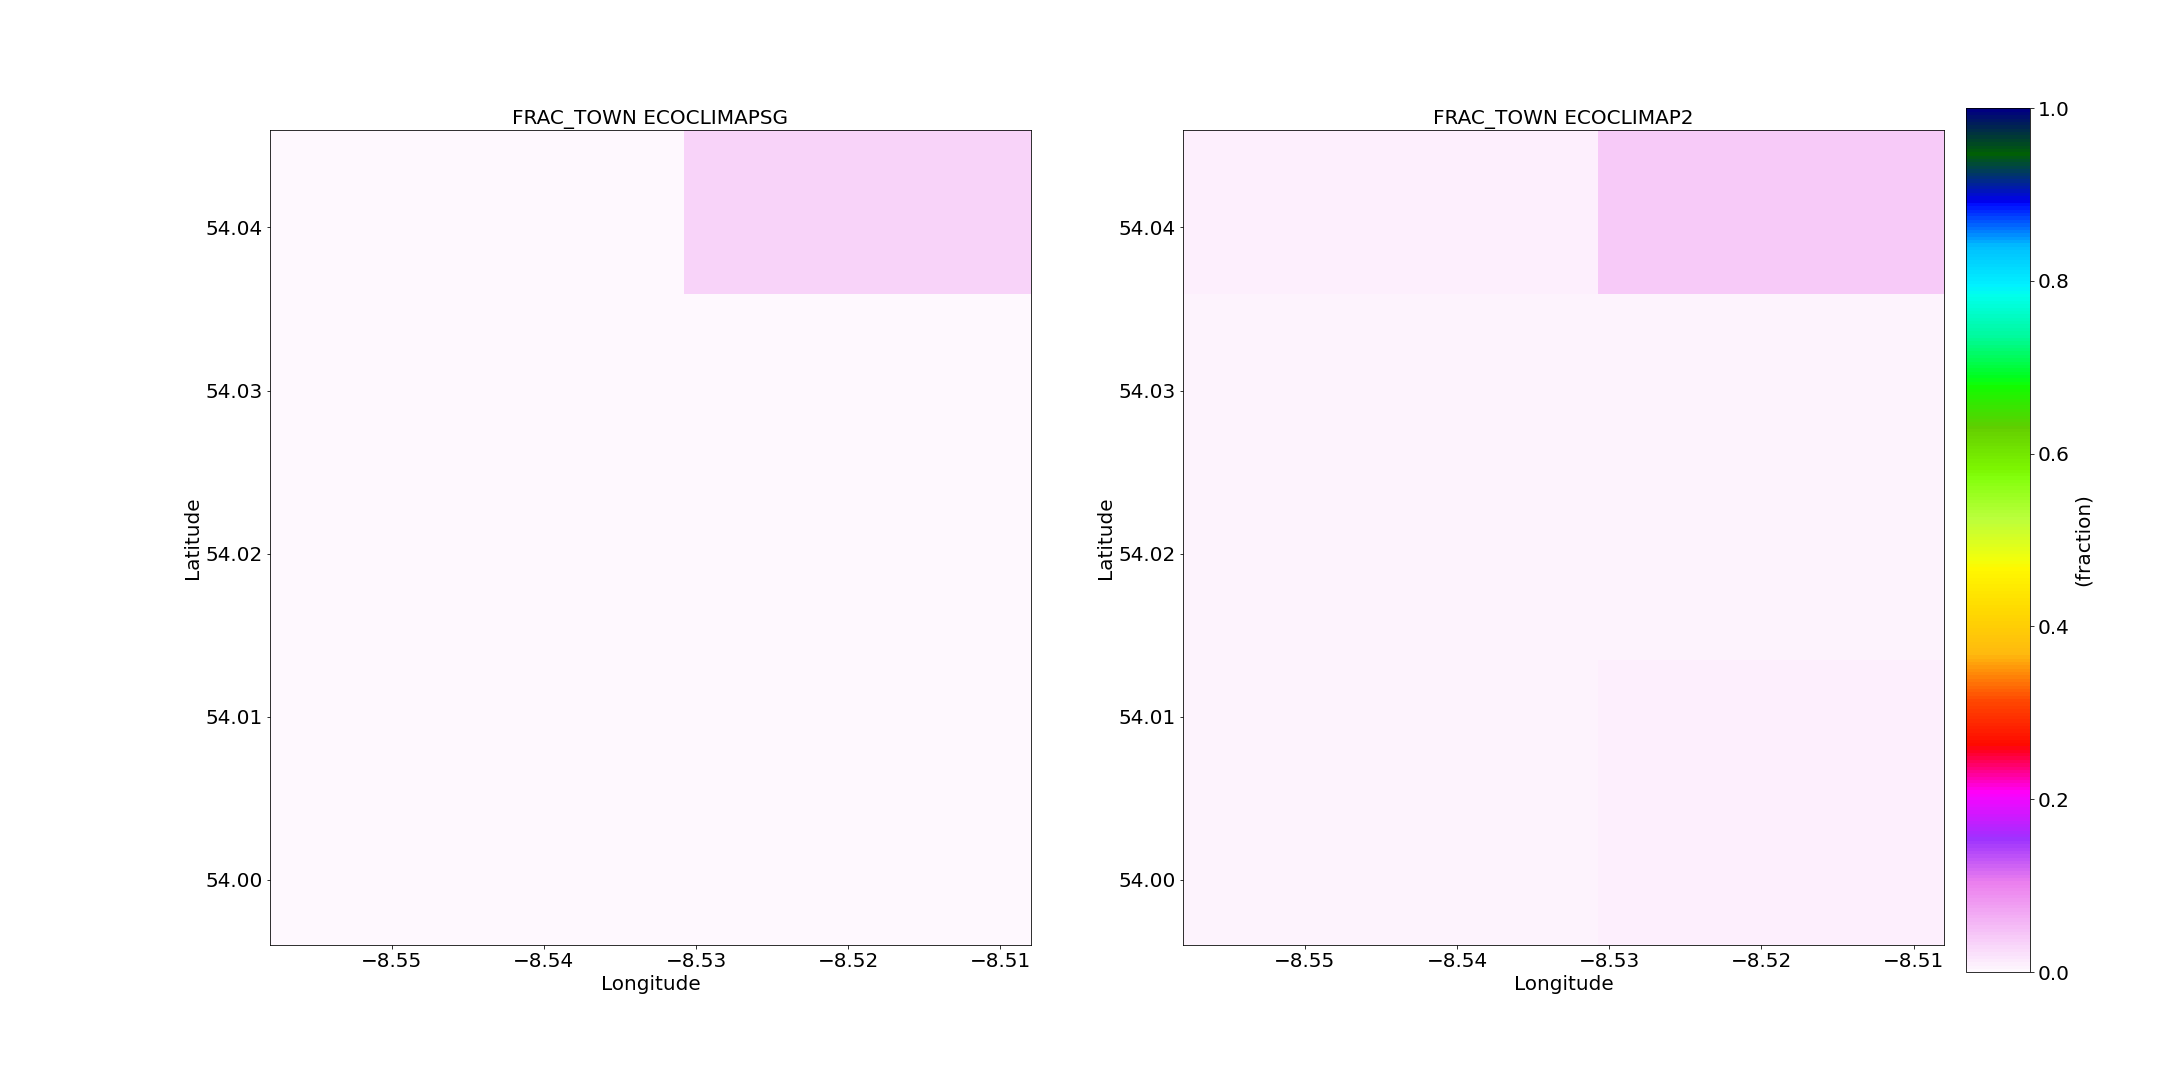 FRAC_TOWN ECOCLIMAPSG
54.04
54.03
54.02
54.01
54.00
Latitude
−8.55 −8.54 −8.53 −8.52 −8.51
Longitude
FRAC_TOWN ECOCLIMAP2
54.04
54.03
54.02
54.01
54.00
Latitude
−8.55 −8.54 −8.53 −8.52 −8.51
Longitude
1.0
0.8
0.6
0.4
0.2
0.0
(fraction)